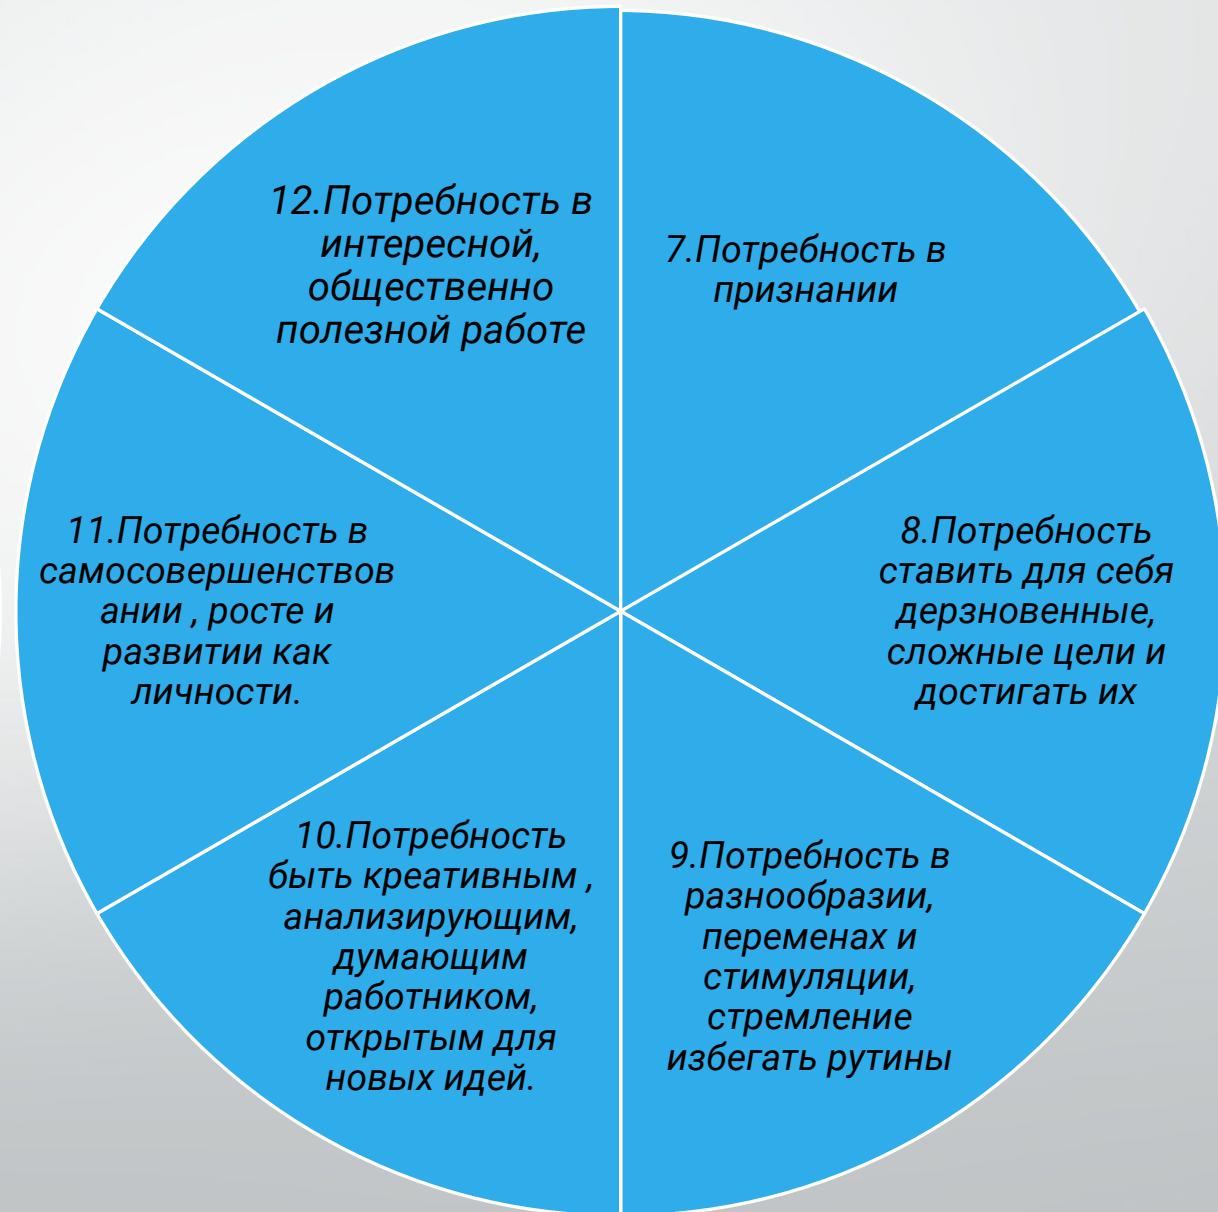 7.Потребность в
признании
8.Потребность
ставить для себя
дерзновенные,
сложные цели и
достигать их
9.Потребность в
разнообразии,
переменах и
стимуляции,
стремление
избегать рутины
10.Потребность
быть креативным ,
анализирующим,
думающим
работником,
открытым для
новых идей.
11.Потребность в
самосовершенствов
ании , росте и
развитии как
личности.
12.Потребность в
интересной,
общественно
полезной работе